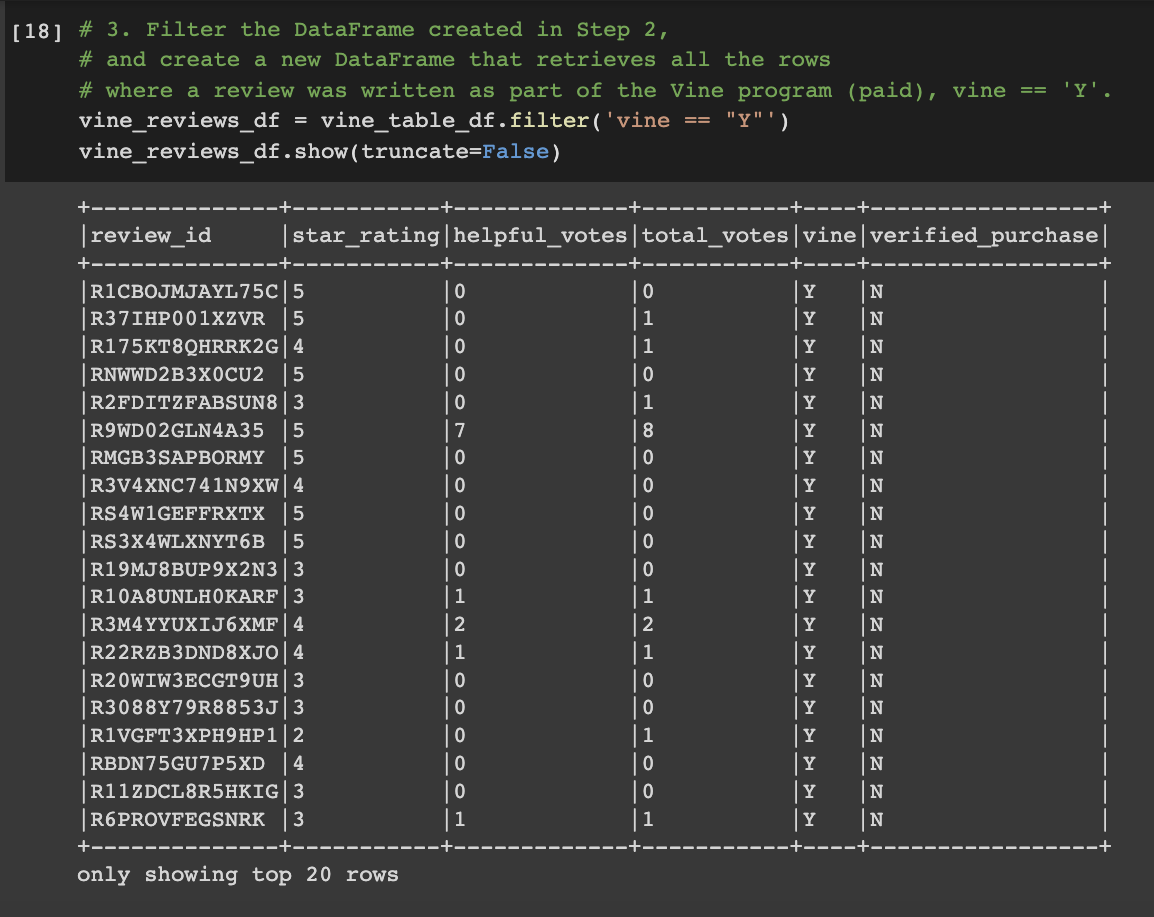 [18] # 3. Filter the DataFrame created in Step 2,
# and create a new DataFrame that retrieves all the rows
# where a review was written as part of the Vine program (paid), vine == 'Y'.
vine_reviews_df = vine_table_df.filter('vine == "Y"')
vine_reviews_df.show(truncate=False)
+--------------+-----------+-------------+-----------+----+-----------------+
|review_id     |star_rating|helpful_votes|total_votes|vine|verified_purchase|
+--------------+-----------+-------------+-----------+----+-----------------+
|R1CBOJMJAYL75C|5          |0            |0          |Y   |N                |
|R37IHP001XZVR |5          |0            |1          |Y   |N                |
|R175KT8QHRRK2G|4          |0            |1          |Y   |N                |
|RNWWD2B3X0CU2 |5          |0            |0          |Y   |N                |
|R2FDITZFABSUN8|3          |0            |1          |Y   |N                |
|R9WD02GLN4A35 |5          |7            |8          |Y   |N                |
|RMGB3SAPBORMY |5          |0            |0          |Y   |N                |
|R3V4XNC741N9XW|4          |0            |0          |Y   |N                |
|RS4W1GEFFRXTX |5          |0            |0          |Y   |N                |
|RS3X4WLXNYT6B |5          |0            |0          |Y   |N                |
|R19MJ8BUP9X2N3|3          |0            |0          |Y   |N                |
|R10A8UNLH0KARF|3          |1            |1          |Y   |N                |
|R3M4YYUXIJ6XMF|4          |2            |2          |Y   |N                |
|R22RZB3DND8XJO|4          |1            |1          |Y   |N                |
|R20WIW3ECGT9UH|3          |0            |0          |Y   |N                |
|R3088Y79R8853J|3          |0            |0          |Y   |N                |
|R1VGFT3XPH9HP1|2          |0            |1          |Y   |N                |
|RBDN75GU7P5XD |4          |0            |0          |Y   |N                |
|R11ZDCL8R5HKIG|3          |0            |0          |Y   |N                |
|R6PROVFEGSNRK |3          |1            |1          |Y   |N                |
+--------------+-----------+-------------+-----------+----+-----------------+
only showing top 20 rows